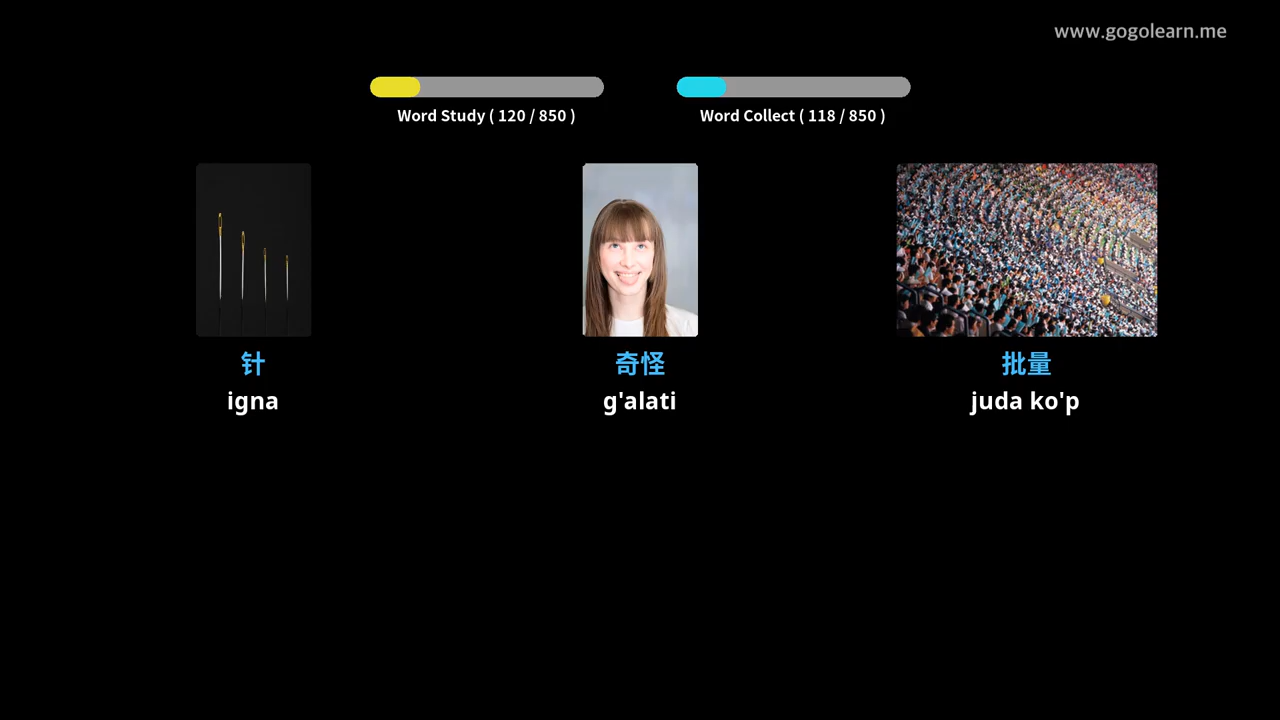 www.gogolearn.me
Word Study ( 120 / 850 )
Word Collect ( 118 / 850 )
针
奇怪
批量
igna
g'alati
juda ko'p